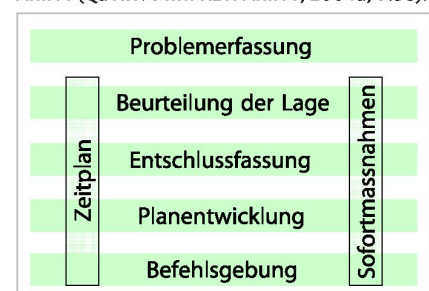 Problemerfassung
Beurteilung der Lage
Entschlussfassung
Planentwicklung
Befehlsgebung
Zeitplan
Sofortmassnahmen